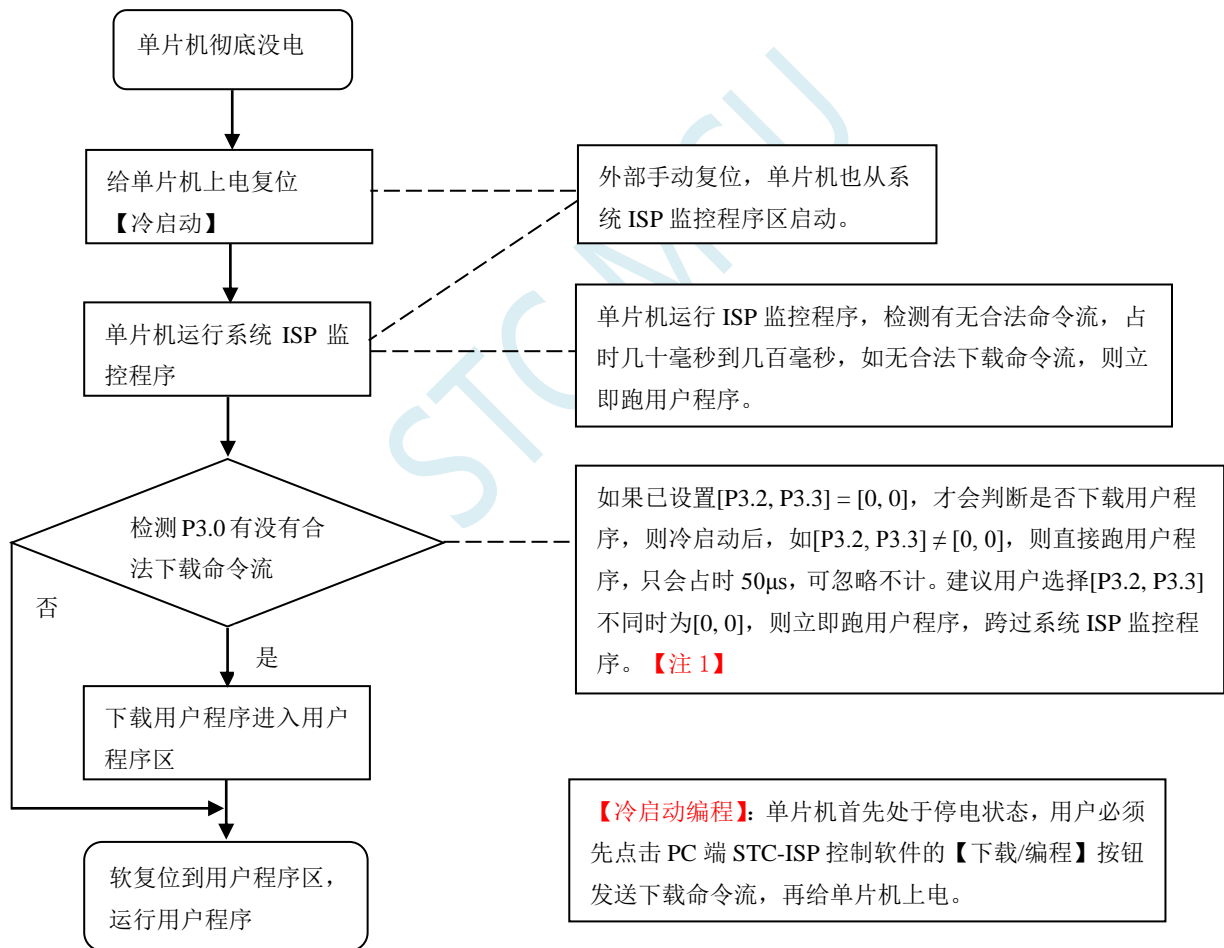 单片机彻底没电
给单片机上电复位
【冷启动】
外部手动复位，单片机也从系
统 ISP 监控程序区启动。
单片机运行系统 ISP 监
控程序
单片机运行 ISP 监控程序，检测有无合法命令流，占
时几十毫秒到几百毫秒，如无合法下载命令流，则立
即跑用户程序。
检测 P3.0 有没有合
法下载命令流
如果已设置[P3.2, P3.3] = [0, 0]，才会判断是否下载用户程
序，则冷启动后，如[P3.2, P3.3] ≠ [0, 0]，则直接跑用户程
序，只会占时 50μs，可忽略不计。建议用户选择[P3.2, P3.3]
不同时为[0, 0]，则立即跑用户程序，跨过系统 ISP 监控程
序。【注 1】
否
是
下载用户程序进入用户
程序区
【冷启动编程】：单片机首先处于停电状态，用户必须
先点击 PC 端 STC-ISP 控制软件的【下载/编程】按钮
发送下载命令流，再给单片机上电。
软复位到用户程序区，
运行用户程序
STC MCU